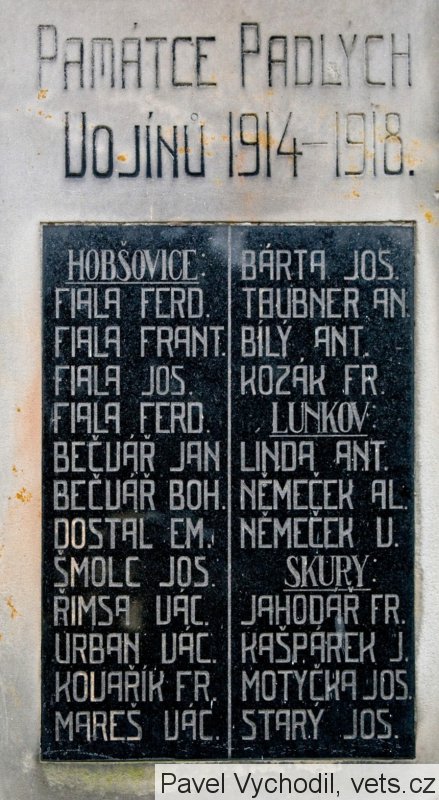 PAMÁTCE PADLÝCH
VOJÍNŮ 1914–1918.
HOBŠOVICE:
FIALA FERD.
FIALA FRANT.
FIALA JOS.
FIALA FERD.
BEČVÁŘ JAN
BEČVÁŘ BOH.
DOSTAL EM.
ŠMOLC JOS.
ŘIMSA VÁC.
URBAN VÁC.
KOVAŘÍK FR.
MAREŠ VÁC.
BÁRTA JOS.
TAUBNER AN.
BÍLÝ ANT.
KOZÁK FR.
LUNKOV:
LINDA ANT.
NĚMEČEK AL.
NĚMEČEK V.
SKURY:
JAHODÁŘ FR.
KAŠPÁREK J.
MOTYČKA JOS.
STARÝ JOS.
Pavel Vychodil, vets.cz